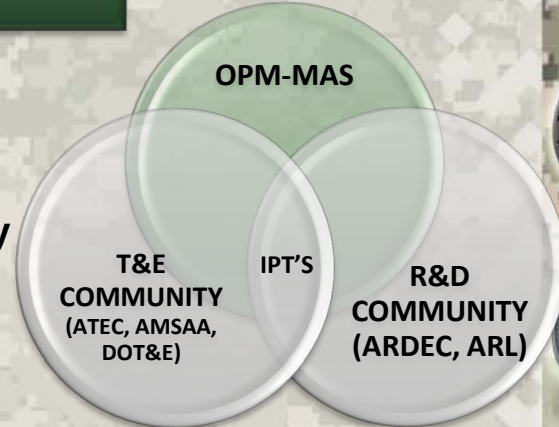 OPM-MAS
T&E
COMMUNITY
(ATEC, AMSAA,
DOT&E)
IPT'S
R&D
COMMUNITY
(ARDEC, ARL)